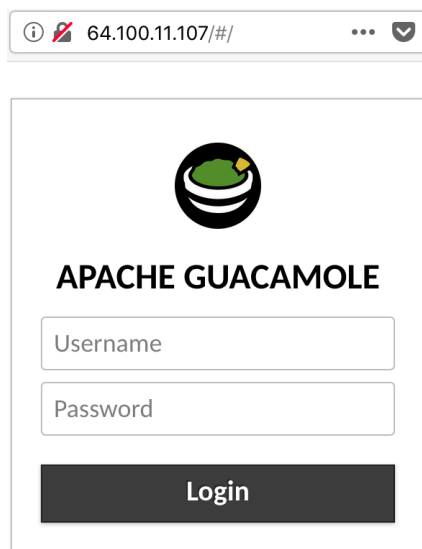 64.100.11.107/#/
APACHE GUACAMOLE
Username
Password
Login